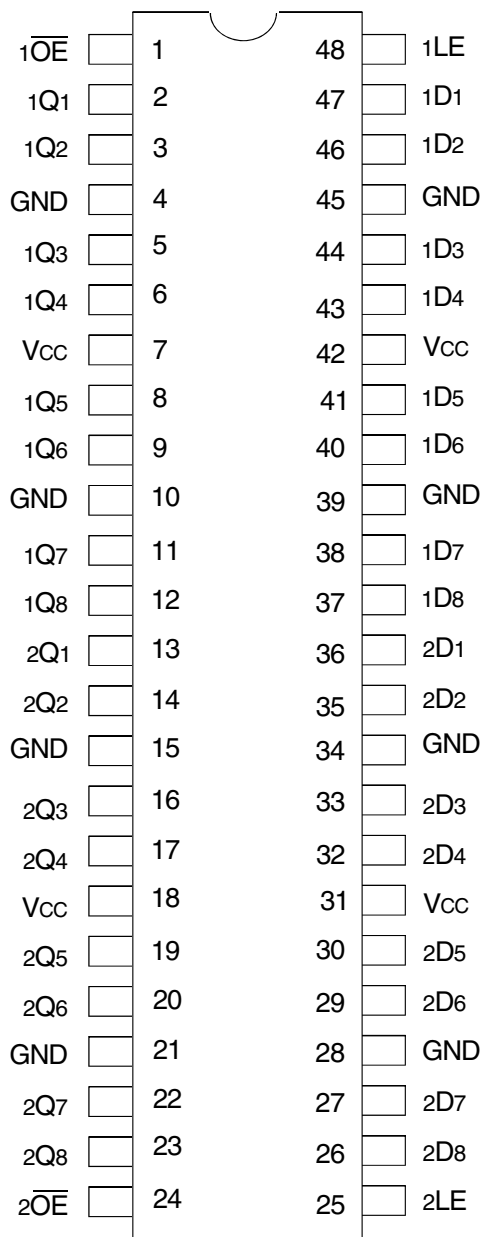 1O̅E̅ 1 48 1LE
1Q1 2 47 1D1
1Q2 3 46 1D2
GND 4 45 GND
1Q3 5 44 1D3
1Q4 6 43 1D4
VCC 7 42 VCC
1Q5 8 41 1D5
1Q6 9 40 1D6
GND 10 39 GND
1Q7 11 38 1D7
1Q8 12 37 1D8
2Q1 13 36 2D1
2Q2 14 35 2D2
GND 15 34 GND
2Q3 16 33 2D3
2Q4 17 32 2D4
VCC 18 31 VCC
2Q5 19 30 2D5
2Q6 20 29 2D6
GND 21 28 GND
2Q7 22 27 2D7
2Q8 23 26 2D8
2O̅E̅ 24 25 2LE